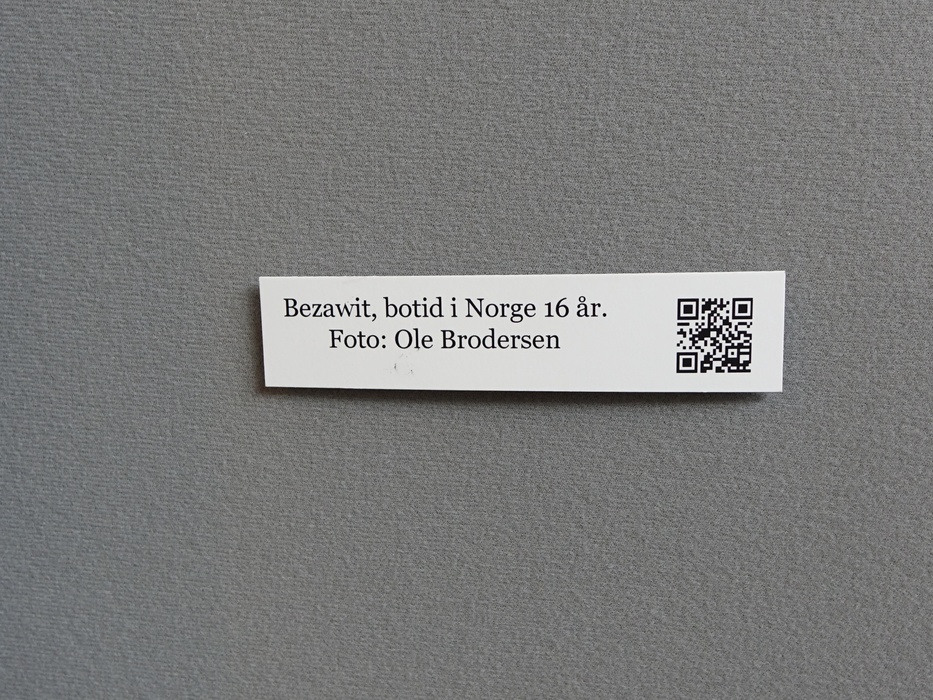 Bezawit, botid i Norge 16 år.
Foto: Ole Brodersen